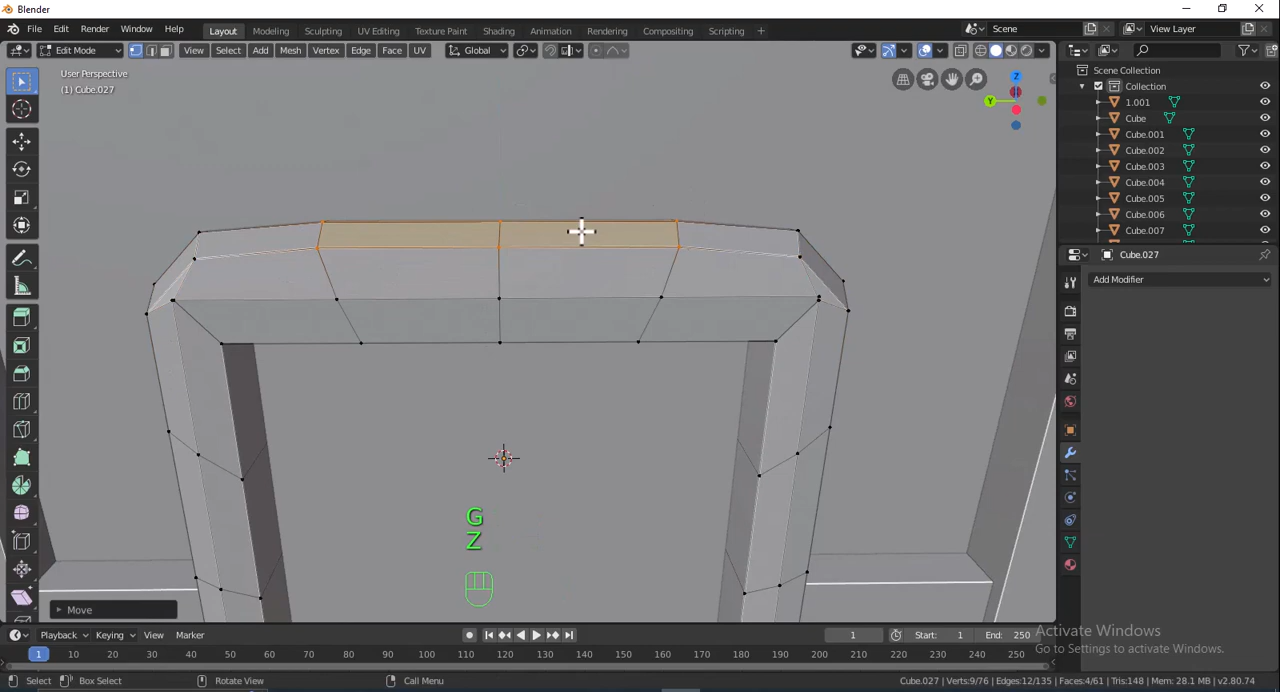 Blender
File Edit Render Window Help
Layout Modeling Sculpting UV Editing Texture Paint Shading Animation Rendering Compositing Scripting +
Scene
View Layer
Edit Mode View Select Add Mesh Vertex Edge Face UV
Global
User Perspective
(1) Cube.027
Z
Y
Scene Collection
Collection
1.001
Cube
Cube.001
Cube.002
Cube.003
Cube.004
Cube.005
Cube.006
Cube.007
Cube.027
Add Modifier
G
Z
Move
Activate Windows
Go to Settings to activate Windows.
Playback Keying View Marker
1 Start: 1 End: 250
1 10 20 30 40 50 60 70 80 90 100 110 120 130 140 150 160 170 180 190 200 210 220 230 240 250
Select Box Select Rotate View Call Menu
Cube.027 | Verts:9/76 | Edges:12/135 | Faces:4/61 | Tris:148 | Mem: 28.1 MB | v2.80.74